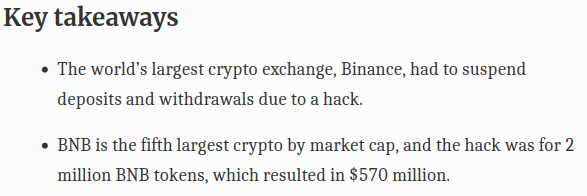 Key takeaways
• The world’s largest crypto exchange, Binance, had to suspend
deposits and withdrawals due to a hack.
• BNB is the fifth largest crypto by market cap, and the hack was for 2
million BNB tokens, which resulted in $570 million.